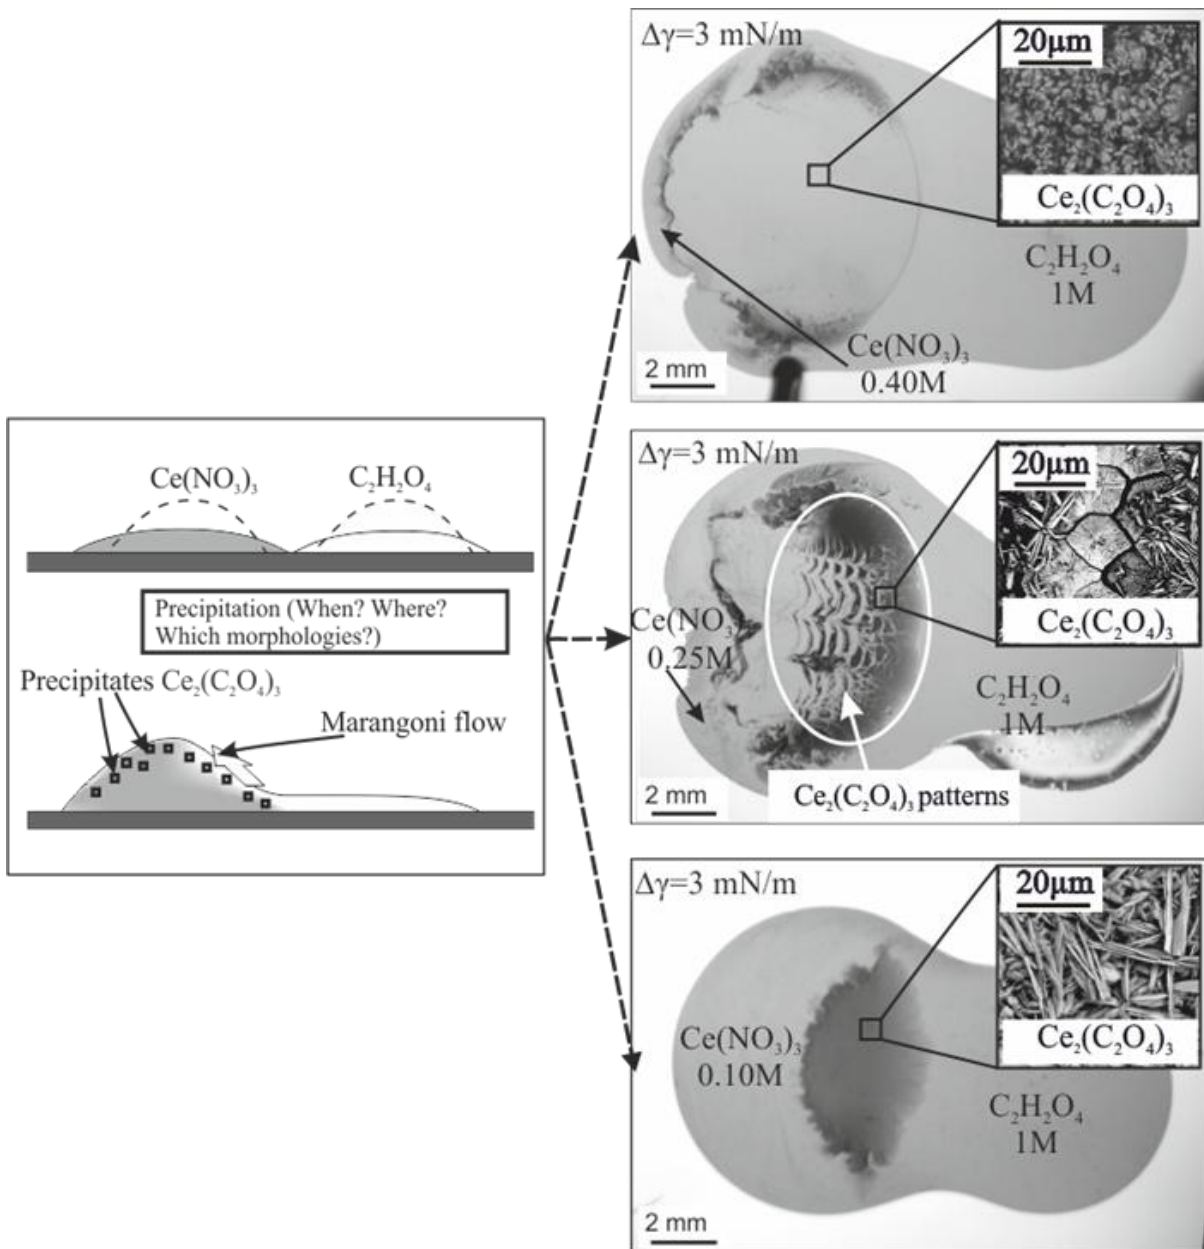 Ce(NO₃)₃
C₂H₂O₄
Precipitation (When? Where?
Which morphologies?)
Precipitates Ce₂(C₂O₄)₃
Marangoni flow
Δγ=3 mN/m
20μm
Ce₂(C₂O₄)₃
C₂H₂O₄
1M
Ce(NO₃)₃
0.40M
2 mm
Δγ=3 mN/m
20μm
Ce₂(C₂O₄)₃
Ce(NO₃)
0.25M
C₂H₂O₄
1M
Ce₂(C₂O₄)₃ patterns
2 mm
Δγ=3 mN/m
20μm
Ce₂(C₂O₄)₃
Ce(NO₃)₃
0.10M
C₂H₂O₄
1M
2 mm